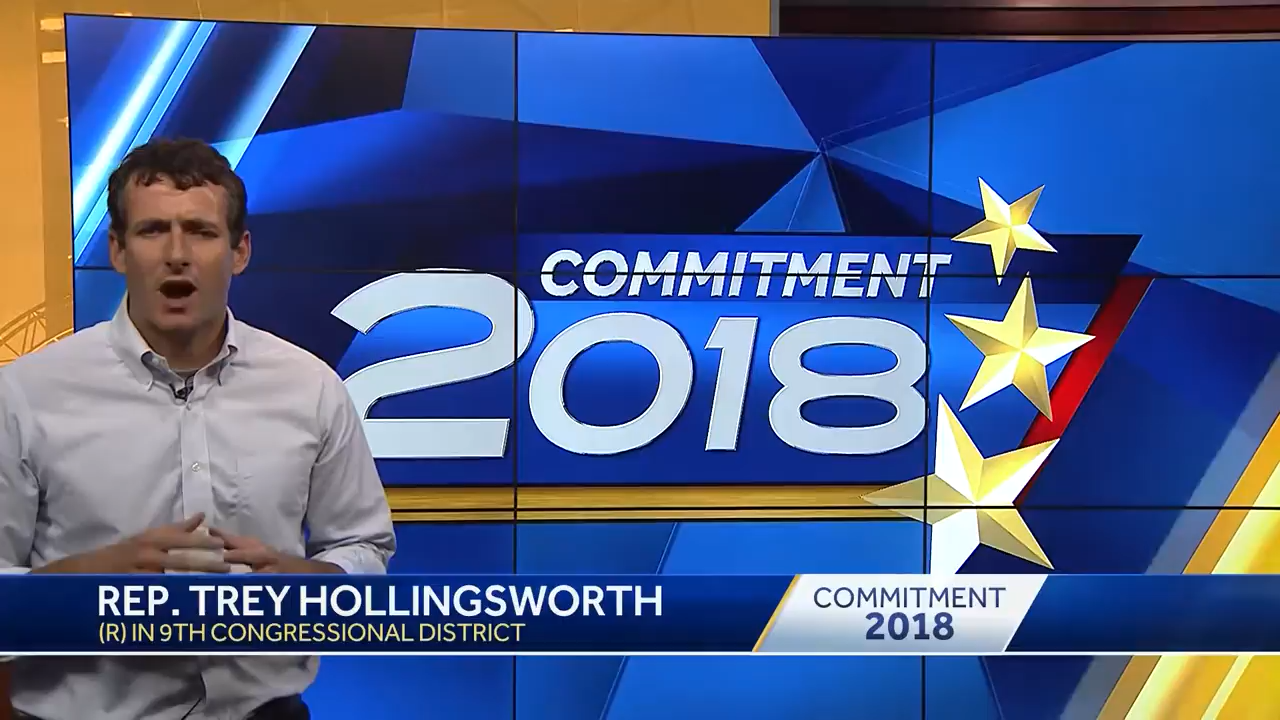 COMMITMENT
2018
REP. TREY HOLLINGSWORTH
(R) IN 9TH CONGRESSIONAL DISTRICT
COMMITMENT
2018